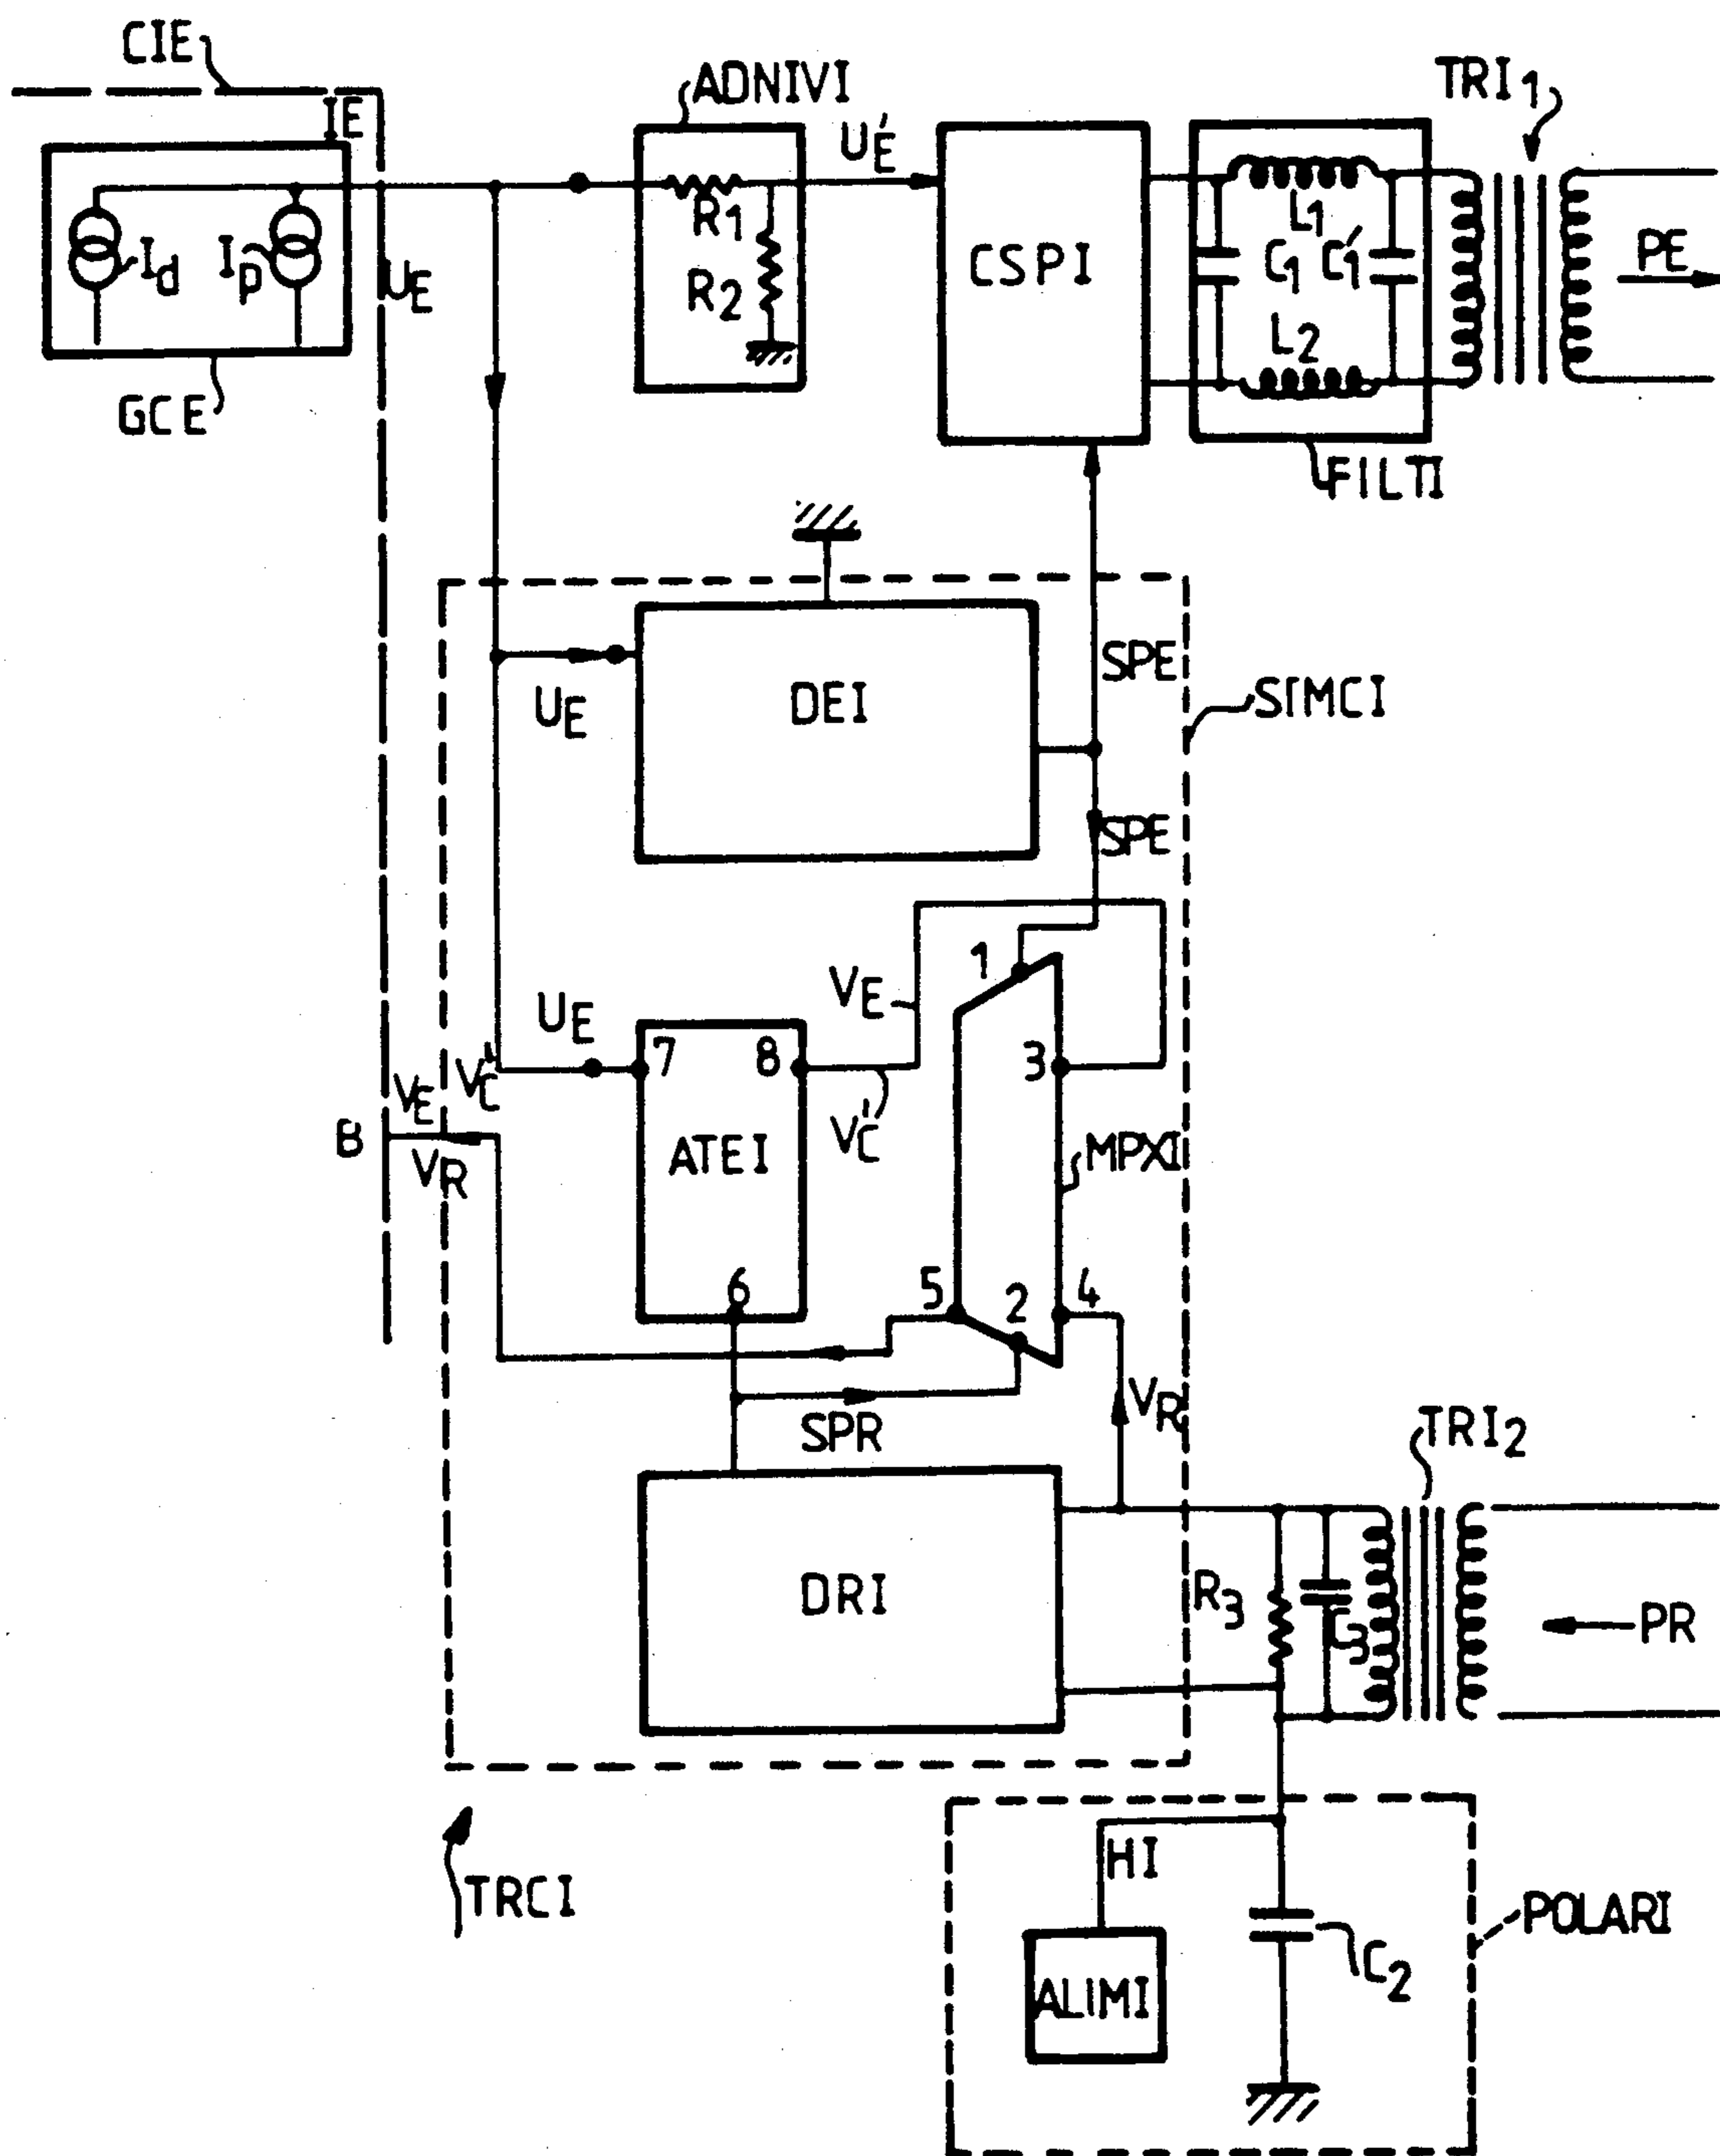 CIE
ADNIVI
TRI1
IE
U'E
R1
R2
CSPI
L1
C1
C'1
L2
PE
Id
Ip
UE
GCE
FILTI
SPE
DEI
UE
SIMCI
SPE
1
VE
UE
7
8
3
VE
V'C
B
VR
ATEI
V'C
MPXI
6
5
2
4
SPR
VR
TRI2
DRI
R3
C3
PR
HI
TRCI
POLARI
ALIMI
C2